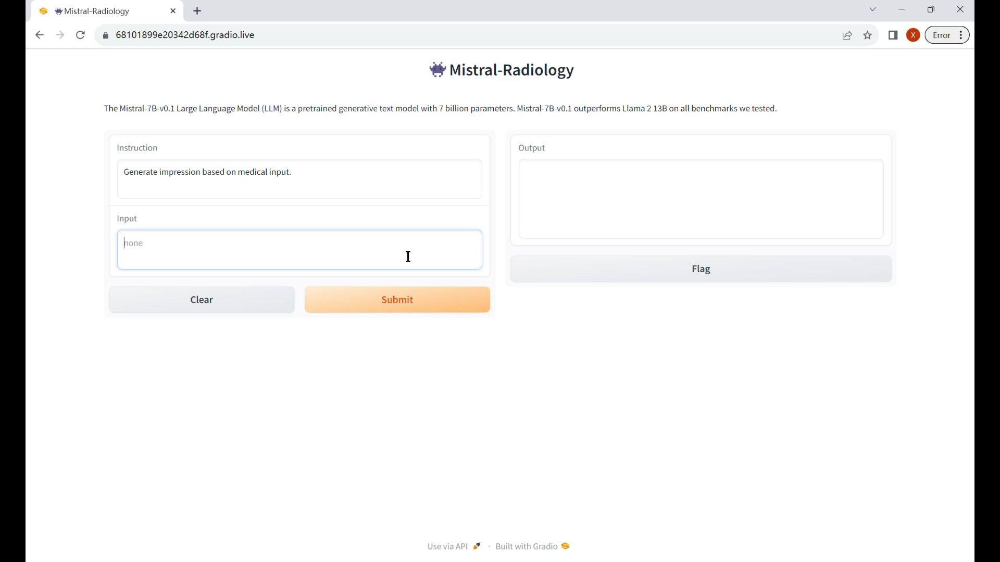 Mistral-Radiology
68101899e20342d68f.gradio.live
X
Error
Mistral-Radiology
The Mistral-7B-v0.1 Large Language Model (LLM) is a pretrained generative text model with 7 billion parameters. Mistral-7B-v0.1 outperforms Llama 2 13B on all benchmarks we tested.
Instruction
Generate impression based on medical input.
Input
none
Clear
Submit
Output
Flag
Use via API · Built with Gradio